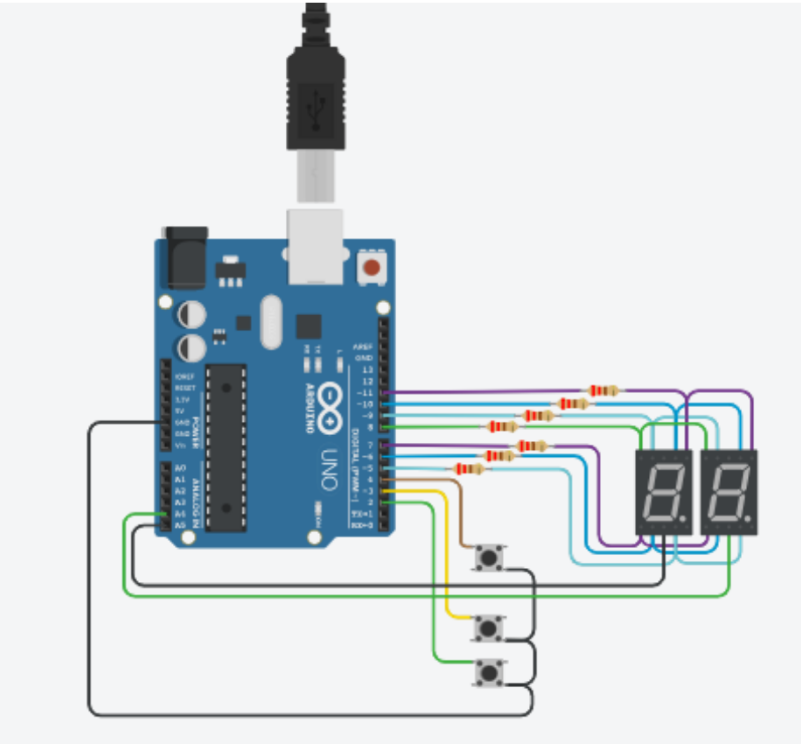 AREF
GND
13
12
~11
~10
~9
8
7
~6
~5
4
~3
2
TX→1
RX←0
DIGITAL (PWM~)
TX
RX
L
ARDUINO
UNO
ON
IOREF
RESET
3.3V
5V
GND
GND
Vin
POWER
A0
A1
A2
A3
A4
A5
ANALOG IN